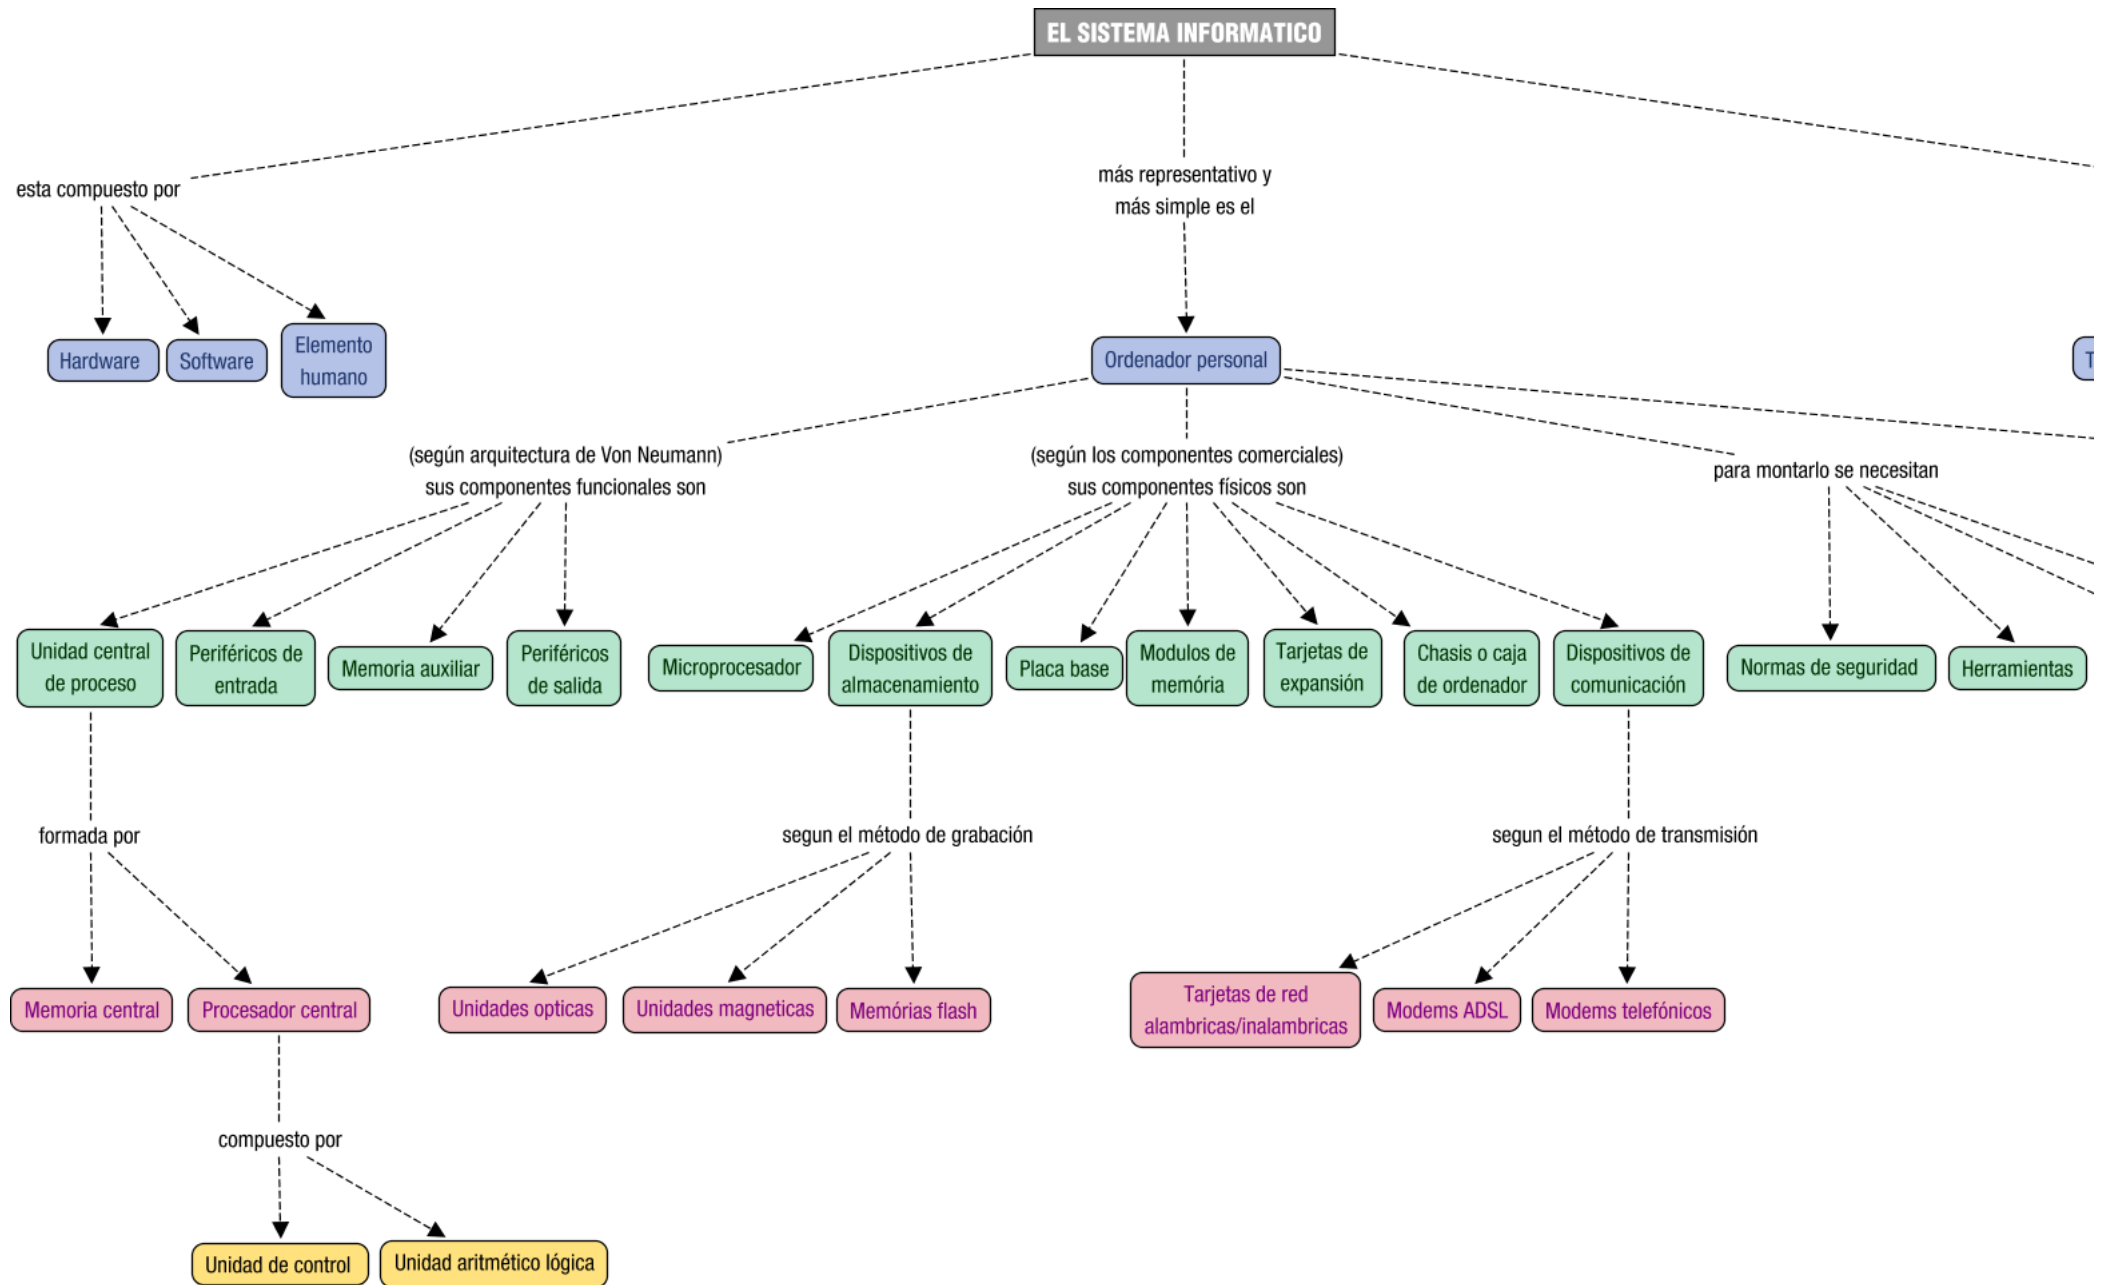 EL SISTEMA INFORMATICO
esta compuesto por
más representativo y
más simple es el
Hardware
Software
Elemento
humano
Ordenador personal
(según arquitectura de Von Neumann)
sus componentes funcionales son
(según los componentes comerciales)
sus componentes físicos son
para montarlo se necesitan
Unidad central
de proceso
Periféricos de
entrada
Memoria auxiliar
Periféricos
de salida
Microprocesador
Dispositivos de
almacenamiento
Placa base
Modulos de
memória
Tarjetas de
expansión
Chasis o caja
de ordenador
Dispositivos de
comunicación
Normas de seguridad
Herramientas
formada por
segun el método de grabación
segun el método de transmisión
Memoria central
Procesador central
Unidades opticas
Unidades magneticas
Memórias flash
Tarjetas de red
alambricas/inalambricas
Modems ADSL
Modems telefónicos
compuesto por
Unidad de control
Unidad aritmético lógica